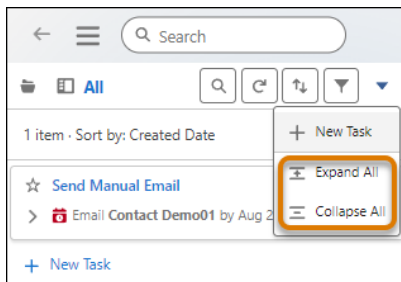 Search
All
1 item · Sort by: Created Date
New Task
Expand All
Collapse All
Send Manual Email
Email Contact Demo01 by Aug 2
New Task